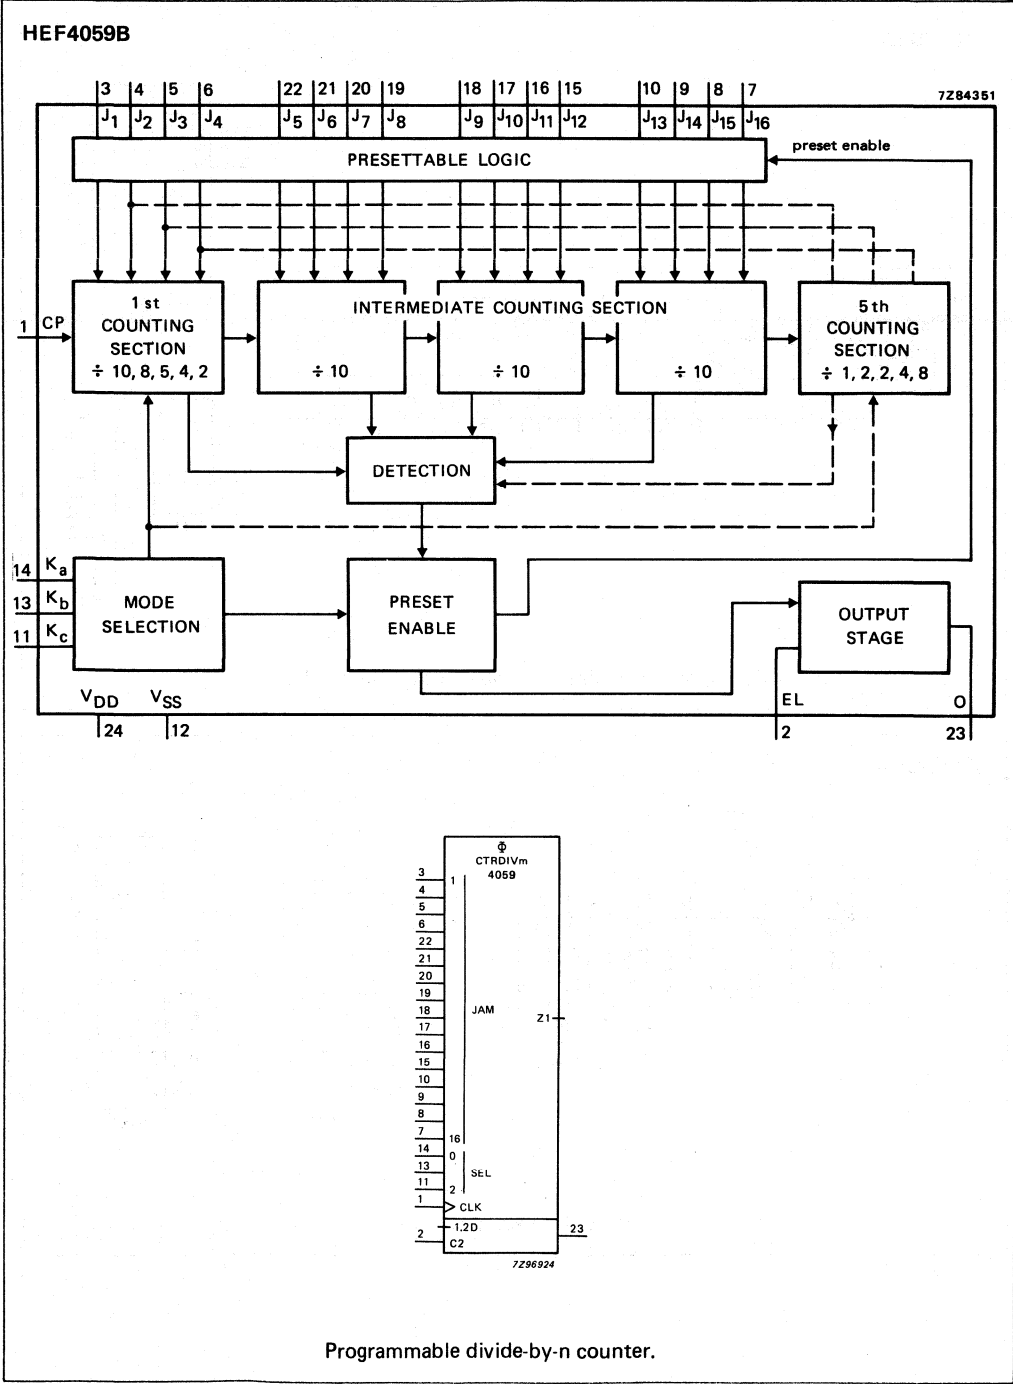 HEF4059B
3 4 5 6 22 21 20 19 18 17 16 15 10 9 8 7
7Z84351
J1 J2 J3 J4 J5 J6 J7 J8 J9 J10 J11 J12 J13 J14 J15 J16
preset enable
PRESETTABLE LOGIC
1 st
COUNTING
SECTION
÷ 10, 8, 5, 4, 2
INTERMEDIATE COUNTING SECTION
÷ 10
÷ 10
÷ 10
5 th
COUNTING
SECTION
÷ 1, 2, 2, 4, 8
1 CP
DETECTION
14 Ka
13 Kb
11 Kc
MODE
SELECTION
PRESET
ENABLE
OUTPUT
STAGE
VDD
24
VSS
12
EL
2
O
23
Φ
CTRDIVm
4059
3 1
4
5
6
22
21
20
19
18 JAM Z1
17
16
15
10
9
8
7 16
14 0
13 SEL
11 2
1 CLK
1,2D 23
2 C2
7Z96924
Programmable divide-by-n counter.